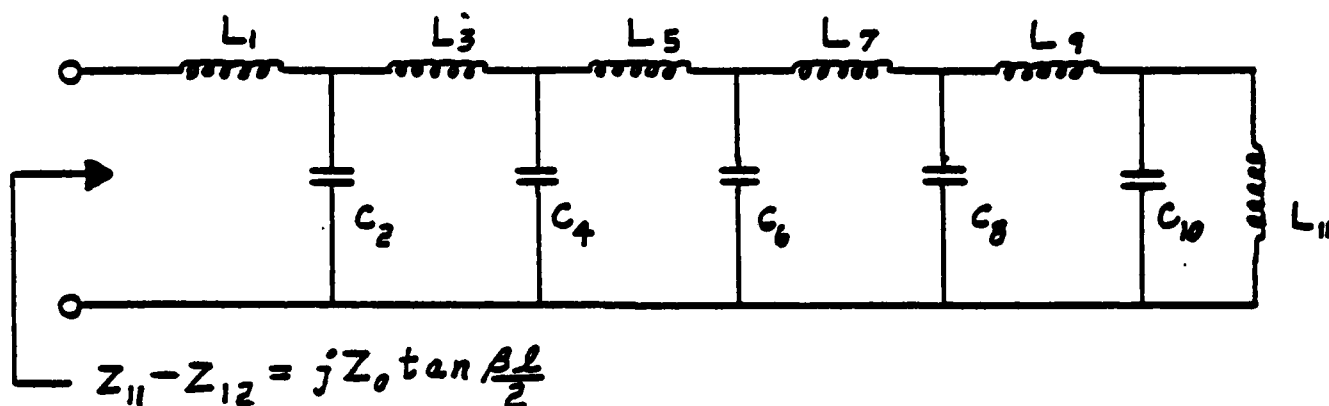 L1 L3 L5 L7 L9
C2 C4 C6 C8 C10 L11
Z11-Z12 = jZ0 tan βl/2